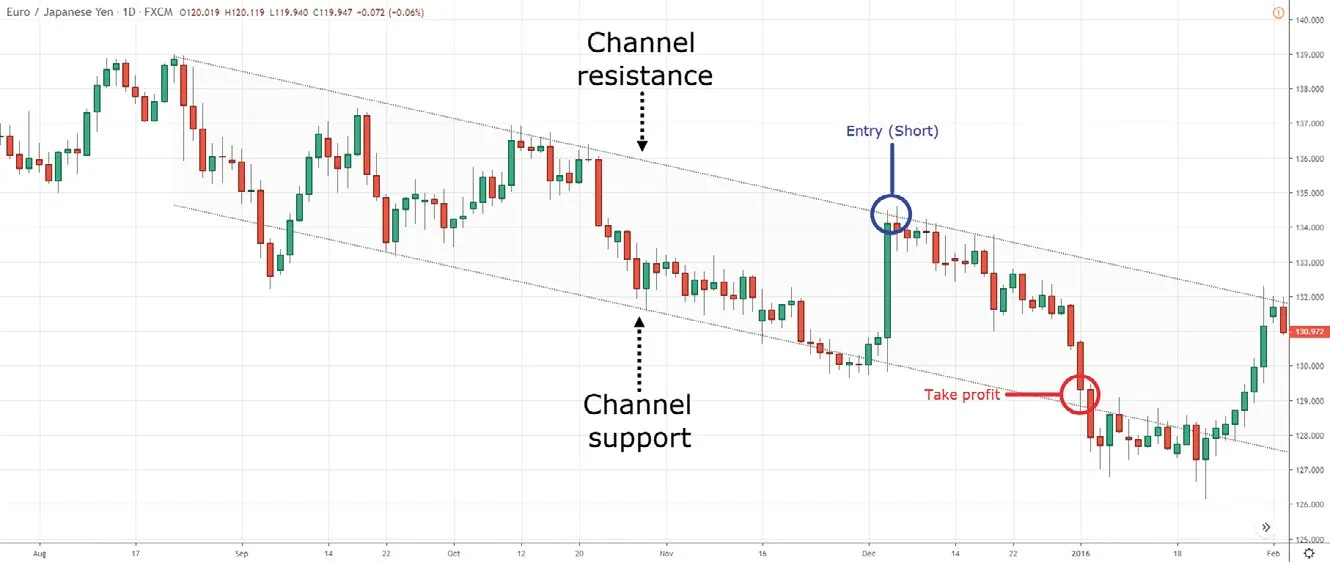 Euro / Japanese Yen · 1D · FXCM O120.019 H120.119 L119.940 C119.947 −0.072 (−0.06%)
140.000
139.000
Channel
resistance
138.000
137.000
Entry (Short)
136.000
135.000
134.000
133.000
132.000
130.972
130.000
Take profit
129.000
Channel
support
128.000
127.000
126.000
125.000
Aug 17 Sep 14 22 Oct 12 20 Nov 16 Dec 14 22 2016 18 Feb